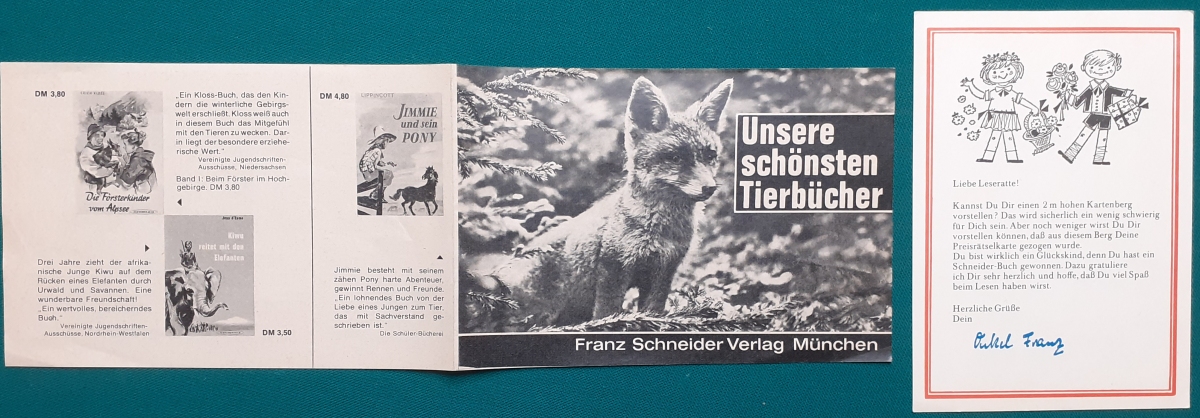 DM 3,80
Die Försterkinder
vom Alpsee
„Ein Kloss-Buch, das den Kin-
dern die winterliche Gebirgs-
welt erschließt. Kloss weiß auch
in diesem Buch das Mitgefühl
mit den Tieren zu wecken. Dar-
in liegt der besondere erziehe-
rische Wert."
Vereinigte Jugendschriften-
Ausschüsse, Niedersachsen
Band I: Beim Förster im Hoch-
gebirge. DM 3,80
Kiwu
reitet mit den
Elefanten
Drei Jahre zieht der afrika-
nische Junge Kiwu auf dem
Rücken eines Elefanten durch
Urwald und Savannen. Eine
wunderbare Freundschaft!
„Ein wertvolles, bereicherndes
Buch."
Vereinigte Jugendschriften-
Ausschüsse, Nordrhein-Westfalen
DM 3,50
DM 4,80
LIPPINCOTT
JIMMIE
und sein
PONY
Jimmie besteht mit seinem
zähen Pony harte Abenteuer,
gewinnt Rennen und Freunde.
„Ein lohnendes Buch von der
Liebe eines Jungen zum Tier,
das mit Sachverstand ge-
schrieben ist."
Die Schüler-Bücherei
Unsere
schönsten
Tierbücher
Franz Schneider Verlag München
Liebe Leseratte!
Kannst Du Dir einen 2 m hohen Kartenberg
vorstellen? Das wird sicherlich ein wenig schwierig
für Dich sein. Aber noch weniger wirst Du Dir
vorstellen können, daß aus diesem Berg Deine
Preisrätselkarte gezogen wurde.
Du bist wirklich ein Glückskind, denn Du hast ein
Schneider-Buch gewonnen. Dazu gratuliere
ich Dir sehr herzlich und hoffe, daß Du viel Spaß
beim Lesen haben wirst.
Herzliche Grüße
Dein
Onkel Franz